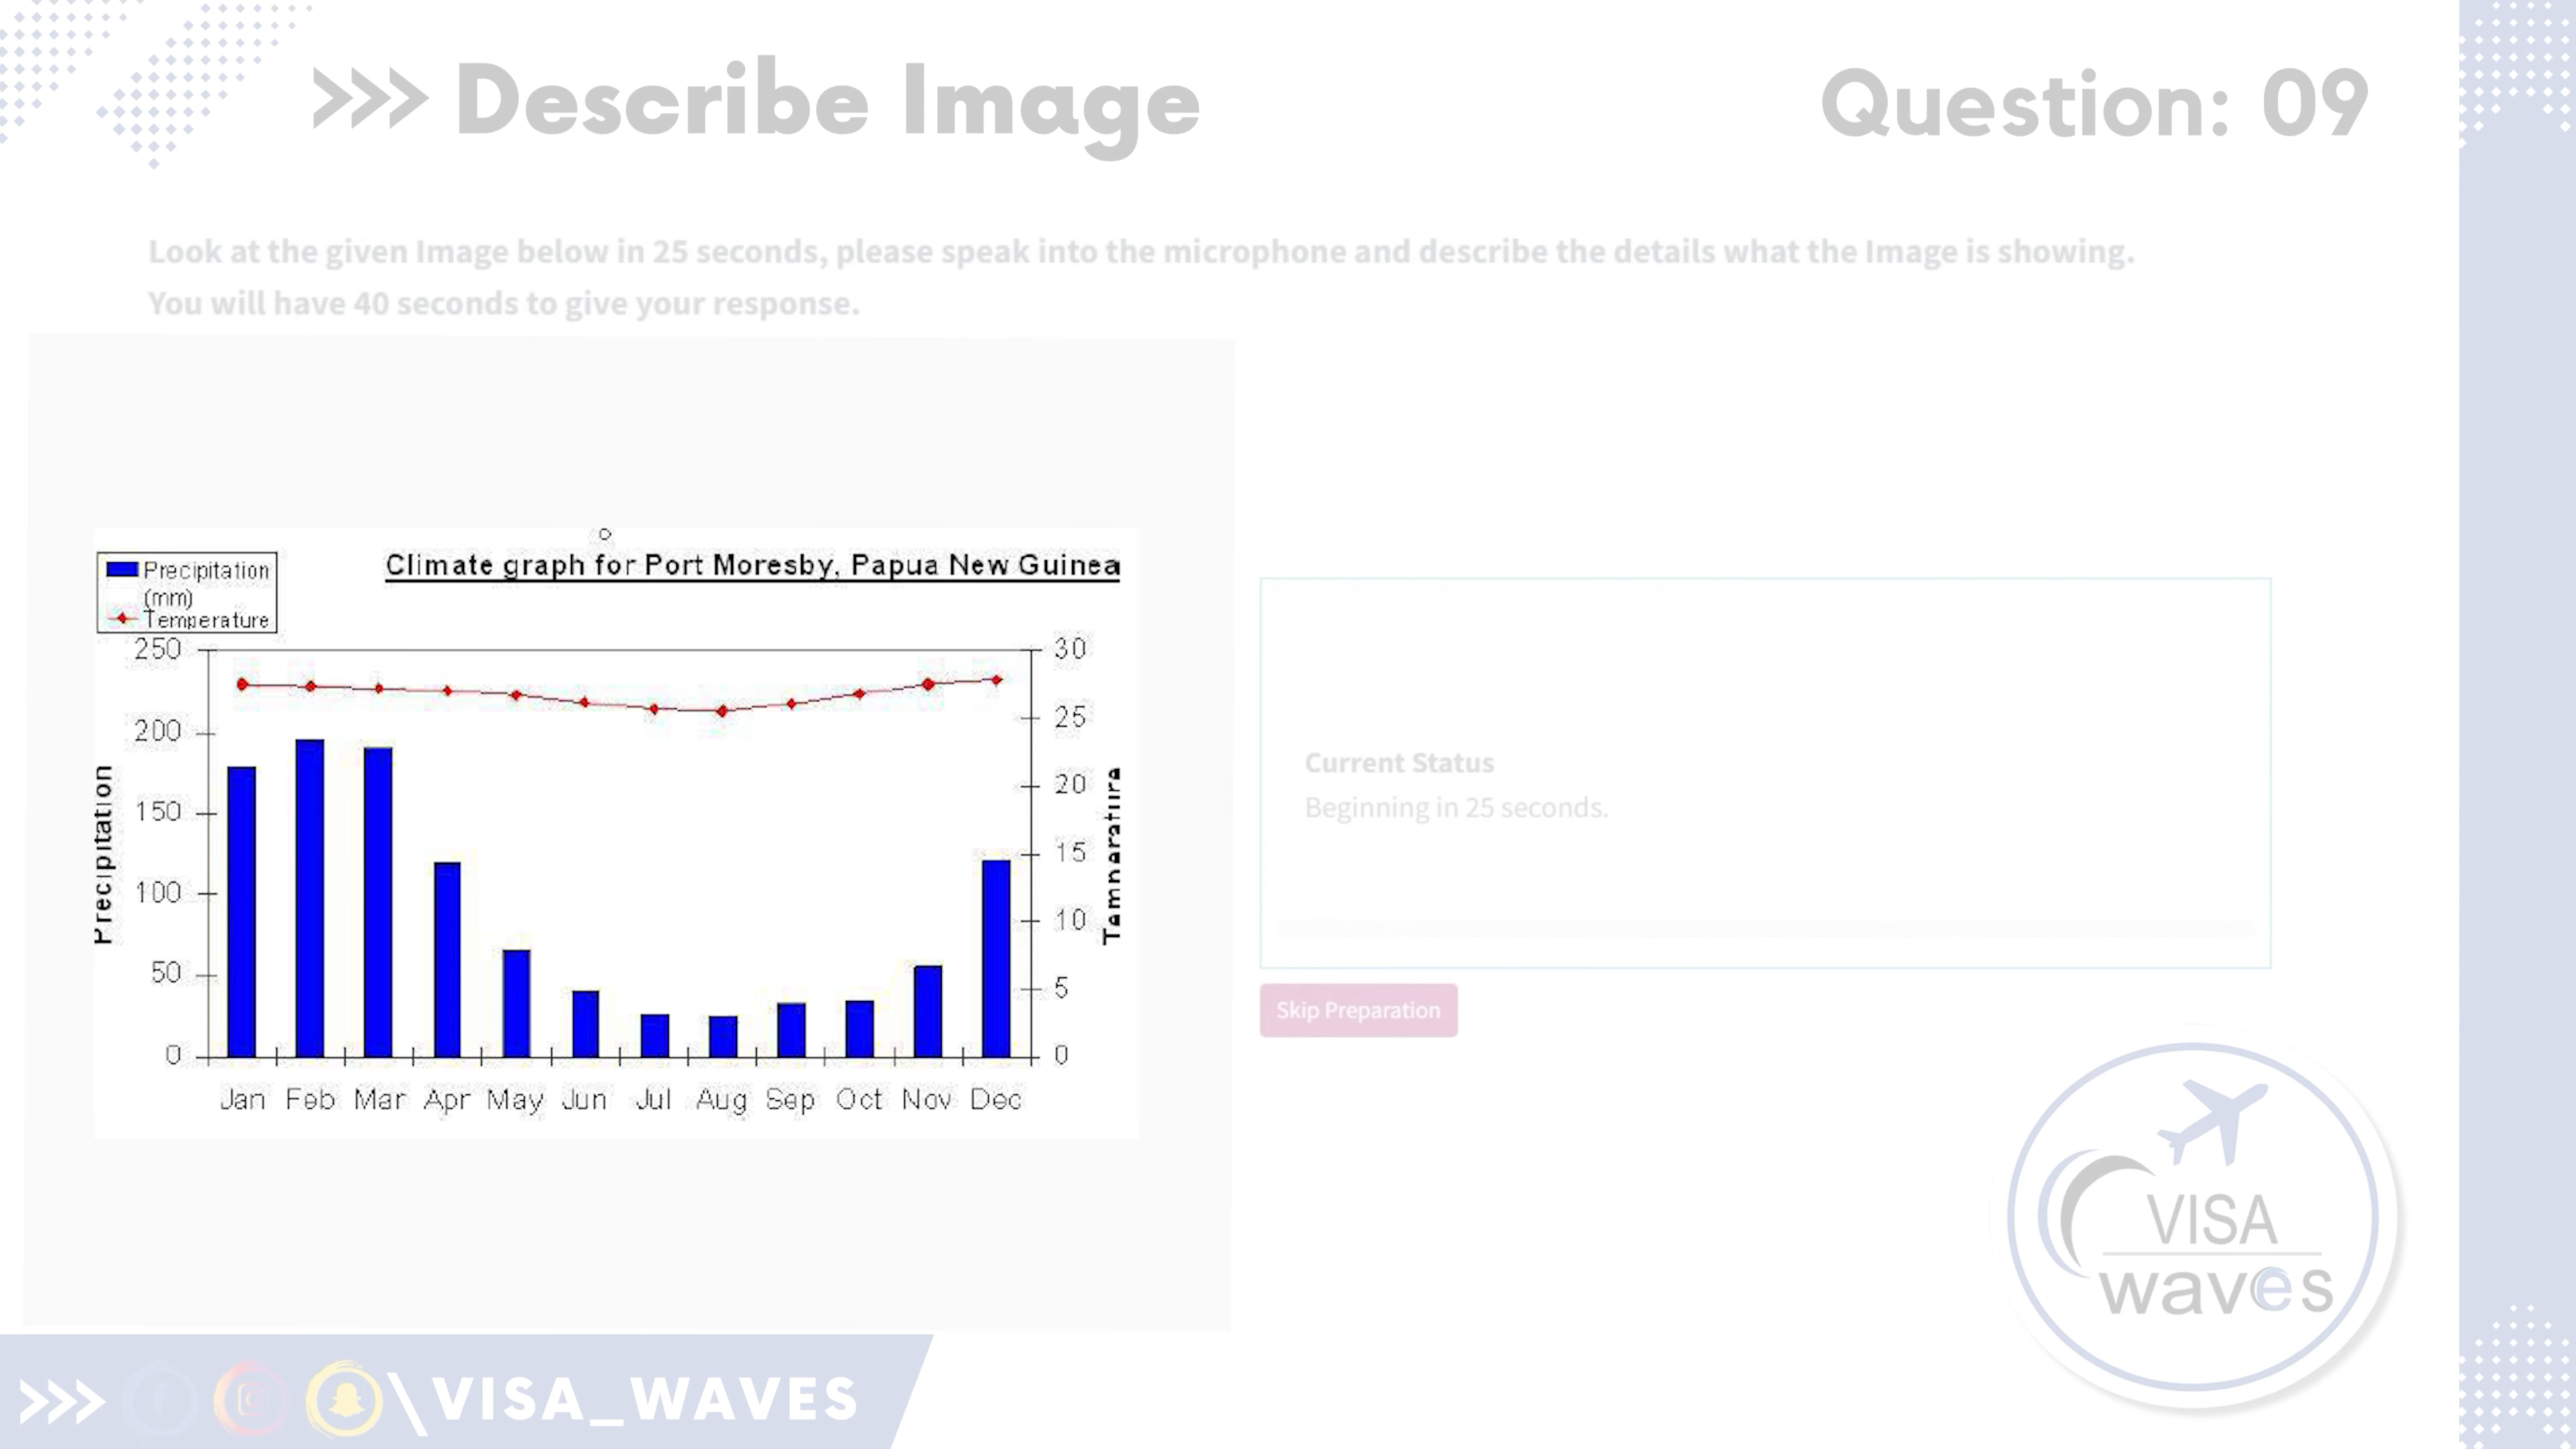 >>> Describe Image
Question: 09
Look at the given Image below in 25 seconds, please speak into the microphone and describe the details what the Image is showing.
You will have 40 seconds to give your response.
Climate graph for Port Moresby, Papua New Guinea
Precipitation
(mm)
Temperature
250
200
150
100
50
0
Precipitation
30
25
20
15
10
5
0
Temperature
Jan Feb Mar Apr May Jun Jul Aug Sep Oct Nov Dec
Current Status
Beginning in 25 seconds.
Skip Preparation
VISA
waves
>>> \VISA_WAVES